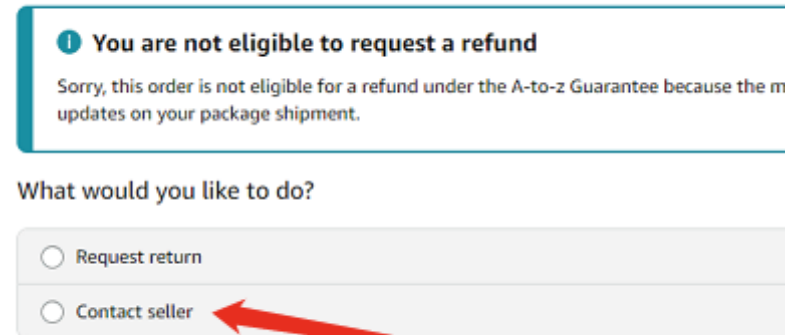 You are not eligible to request a refund
Sorry, this order is not eligible for a refund under the A-to-z Guarantee because the
updates on your package shipment.
What would you like to do?
Request return
Contact seller